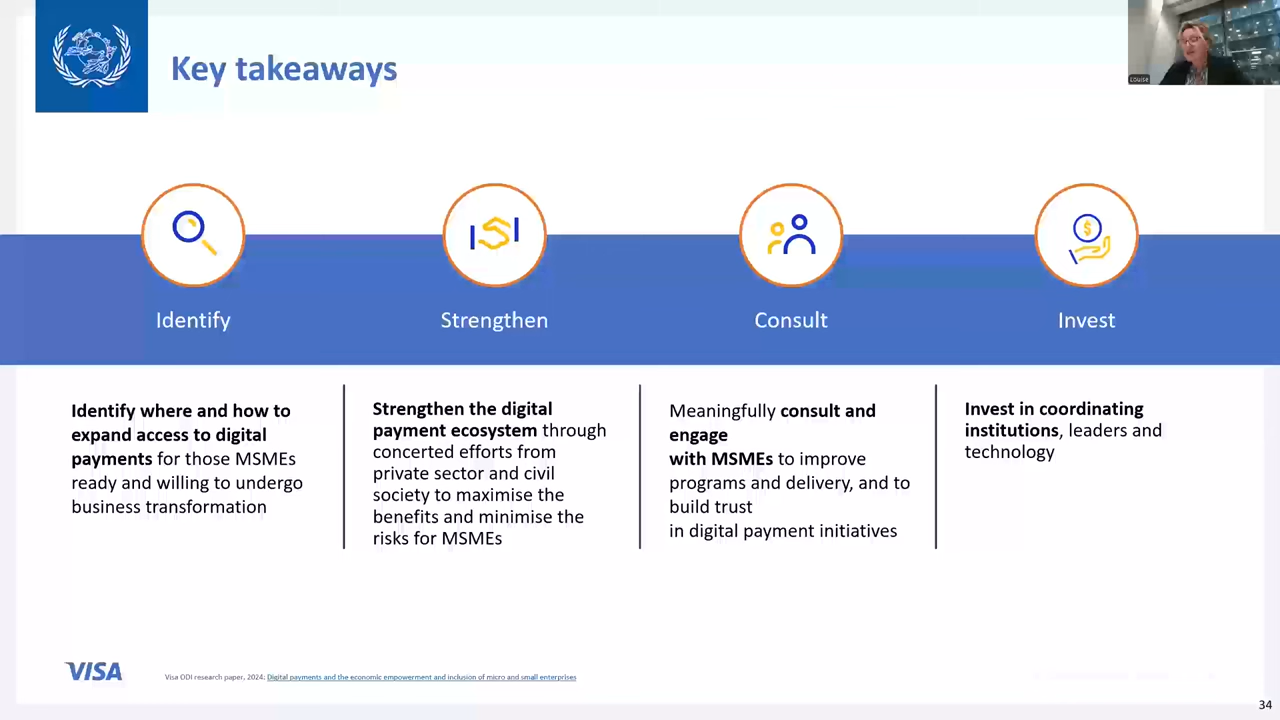 Key takeaways
Louise
Identify
Strengthen
Consult
Invest
Identify where and how to
expand access to digital
payments for those MSMEs
ready and willing to undergo
business transformation
Strengthen the digital
payment ecosystem through
concerted efforts from
private sector and civil
society to maximise the
benefits and minimise the
risks for MSMEs
Meaningfully consult and
engage
with MSMEs to improve
programs and delivery, and to
build trust
in digital payment initiatives
Invest in coordinating
institutions, leaders and
technology
VISA
Visa ODI research paper, 2024: Digital payments and the economic empowerment and inclusion of micro and small enterprises
34